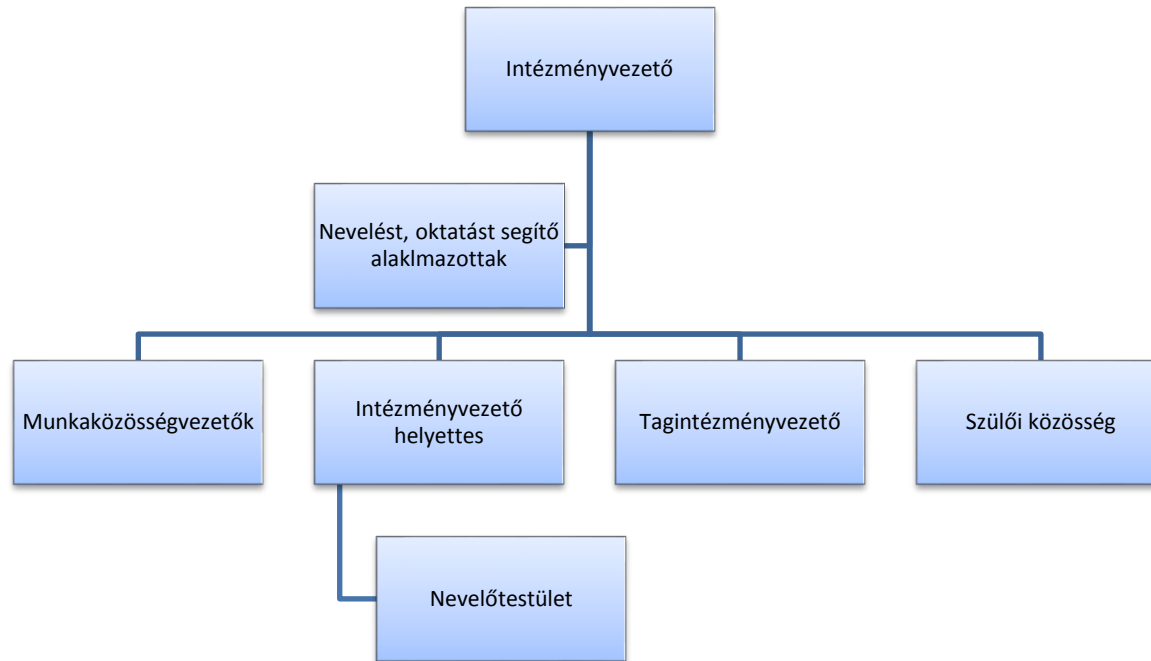 Intézményvezető
Nevelést, oktatást segítő
alaklmazottak
Munkaközösségvezetők
Intézményvezető
helyettes
Tagintézményvezető
Szülői közösség
Nevelőtestület